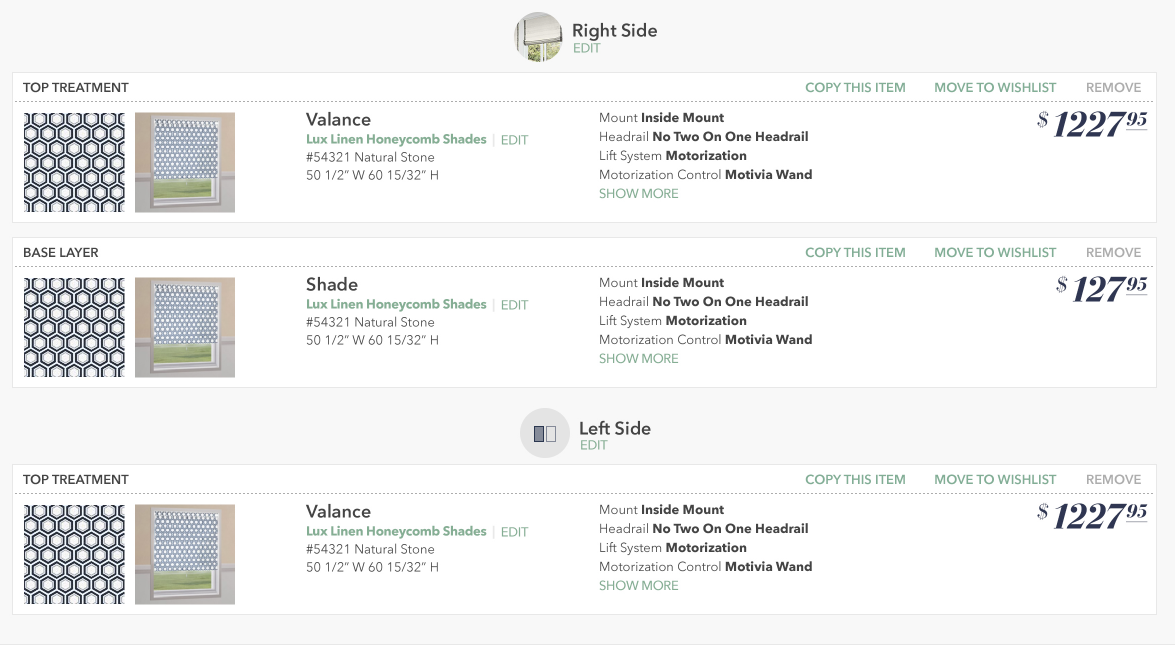 Right Side
EDIT
TOP TREATMENT COPY THIS ITEM MOVE TO WISHLIST REMOVE
Valance
Lux Linen Honeycomb Shades | EDIT
#54321 Natural Stone
50 1/2” W 60 15/32” H
Mount Inside Mount
Headrail No Two On One Headrail
Lift System Motorization
Motorization Control Motivia Wand
SHOW MORE
$1227 95
BASE LAYER COPY THIS ITEM MOVE TO WISHLIST REMOVE
Shade
Lux Linen Honeycomb Shades | EDIT
#54321 Natural Stone
50 1/2” W 60 15/32” H
Mount Inside Mount
Headrail No Two On One Headrail
Lift System Motorization
Motorization Control Motivia Wand
SHOW MORE
$127 95
Left Side
EDIT
TOP TREATMENT COPY THIS ITEM MOVE TO WISHLIST REMOVE
Valance
Lux Linen Honeycomb Shades | EDIT
#54321 Natural Stone
50 1/2” W 60 15/32” H
Mount Inside Mount
Headrail No Two On One Headrail
Lift System Motorization
Motorization Control Motivia Wand
SHOW MORE
$1227 95